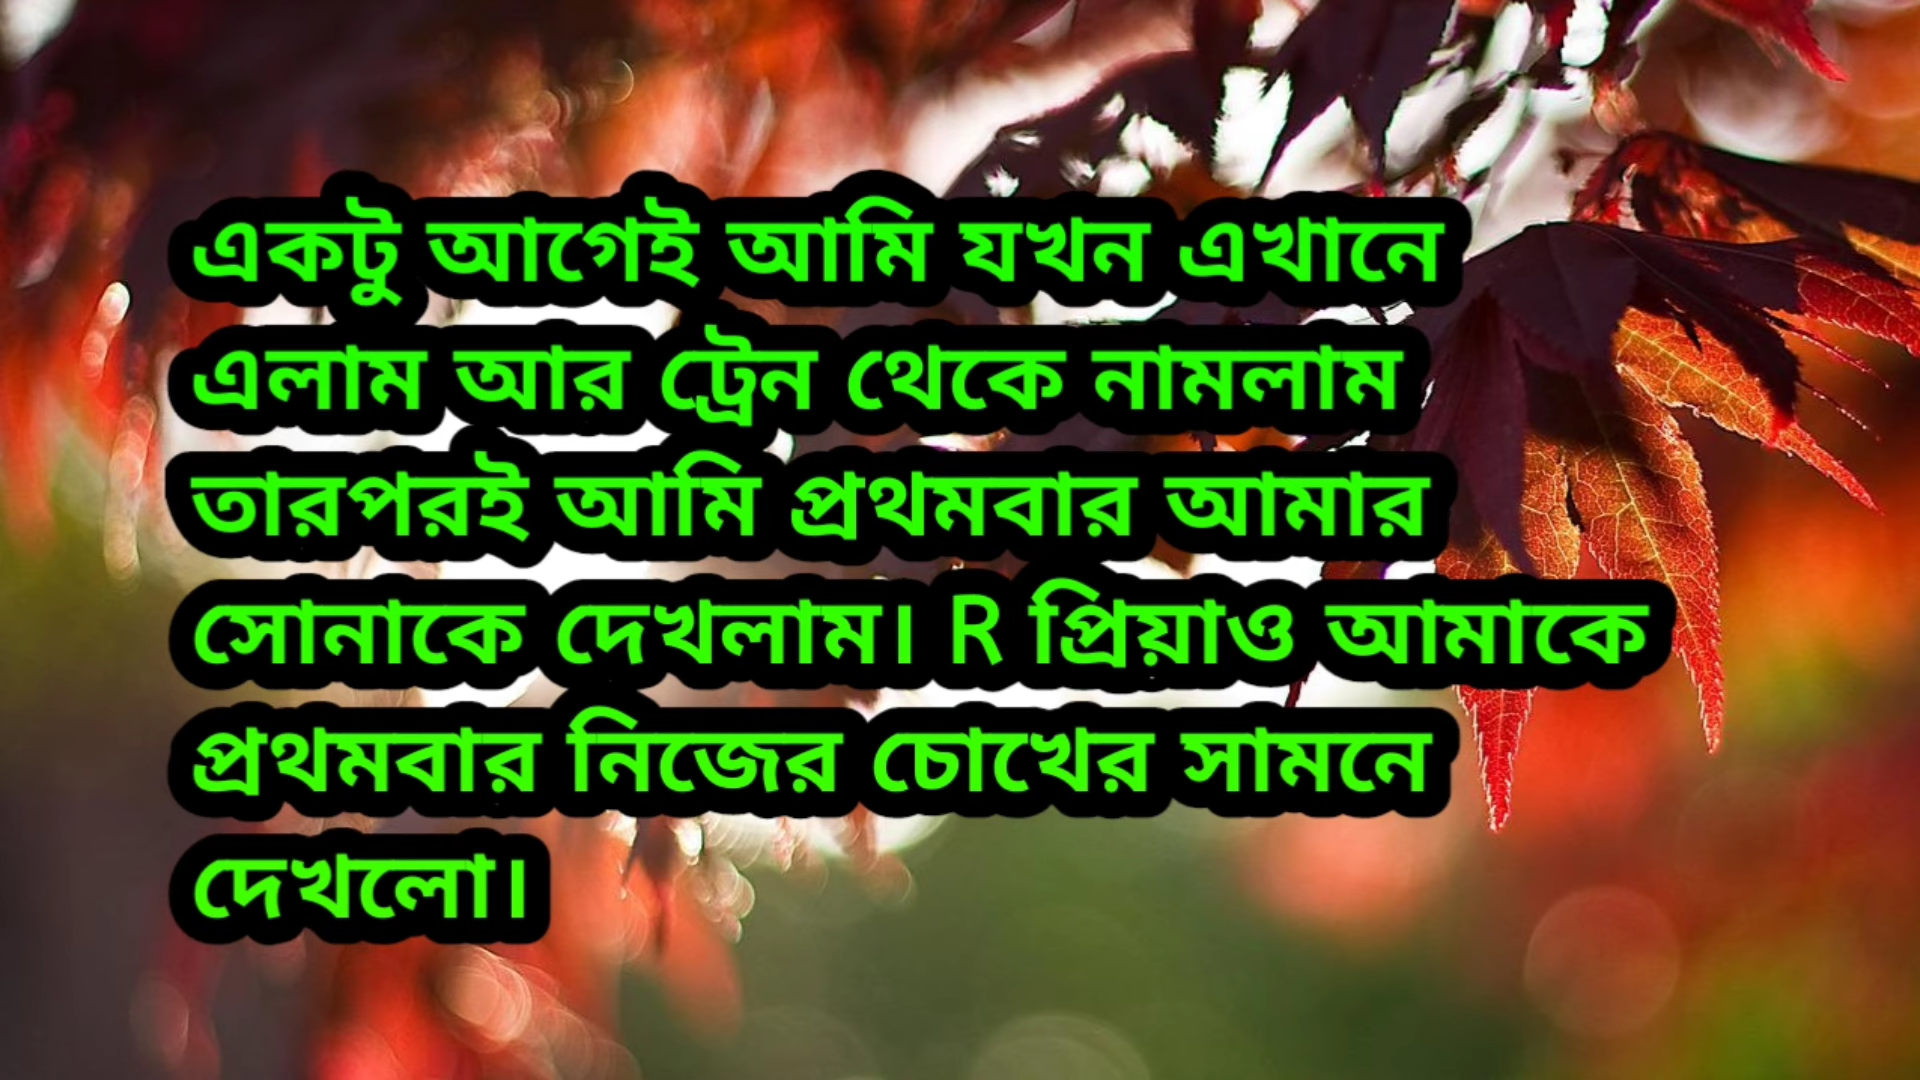 একটু আগেই আমি যখন এখানে
এলাম আর ট্রেন থেকে নামলাম
তারপরই আমি প্রথমবার আমার
সোনাকে দেখলাম। R প্রিয়াও আমাকে
প্রথমবার নিজের চোখের সামনে
দেখলো।